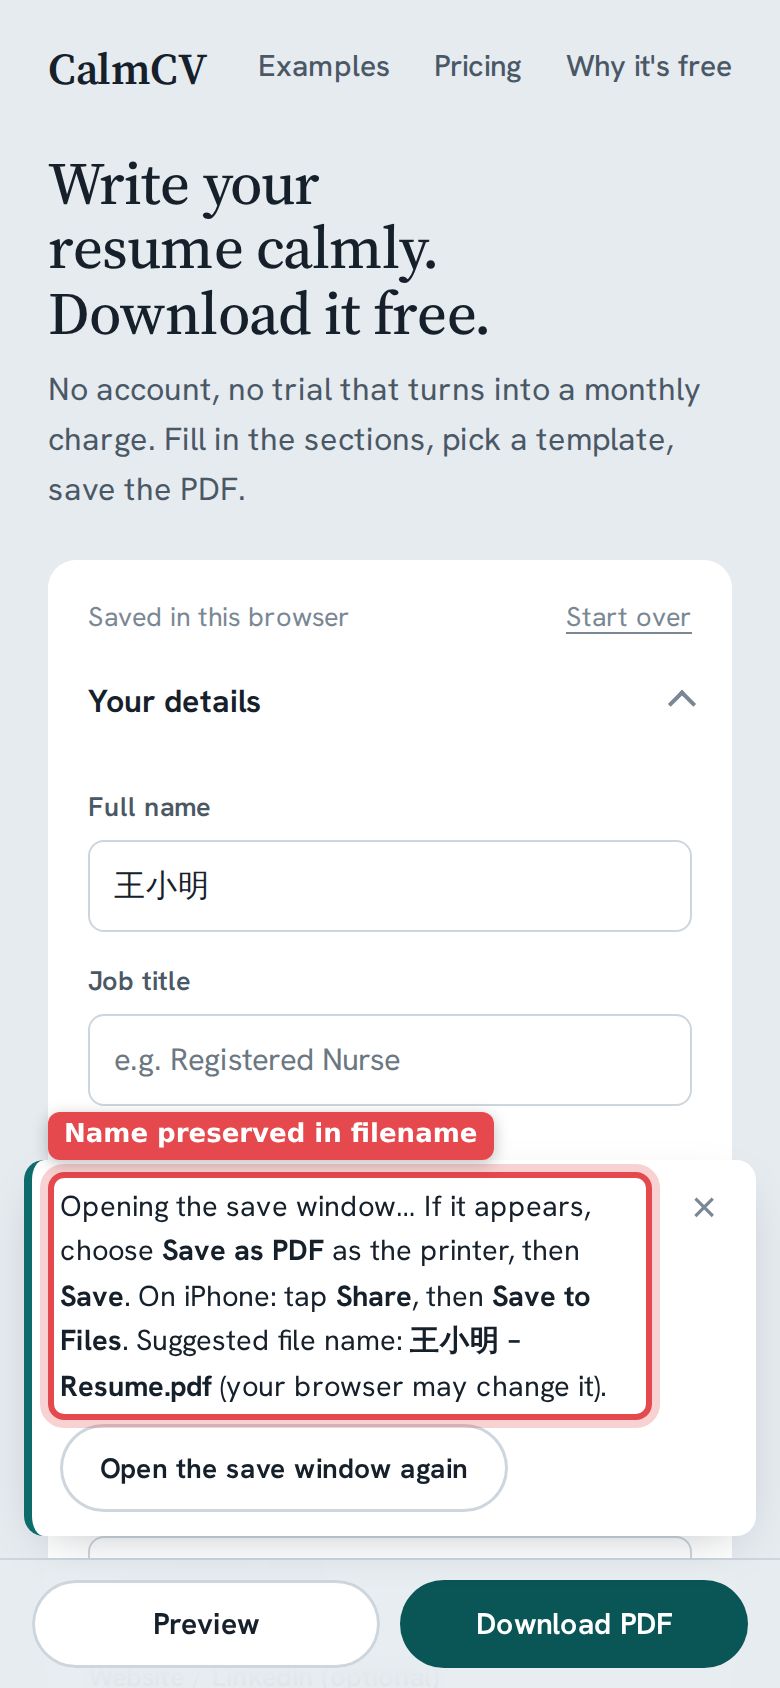 CalmCV Examples Pricing Why it's free
Write your
resume calmly.
Download it free.
No account, no trial that turns into a monthly
charge. Fill in the sections, pick a template,
save the PDF.
Saved in this browser Start over
Your details
Full name
王小明
Job title
e.g. Registered Nurse
Name preserved in filename
Opening the save window... If it appears,
choose Save as PDF as the printer, then
Save. On iPhone: tap Share, then Save to
Files. Suggested file name: 王小明 –
Resume.pdf (your browser may change it).
Open the save window again
Preview Download PDF
Website / LinkedIn (optional)